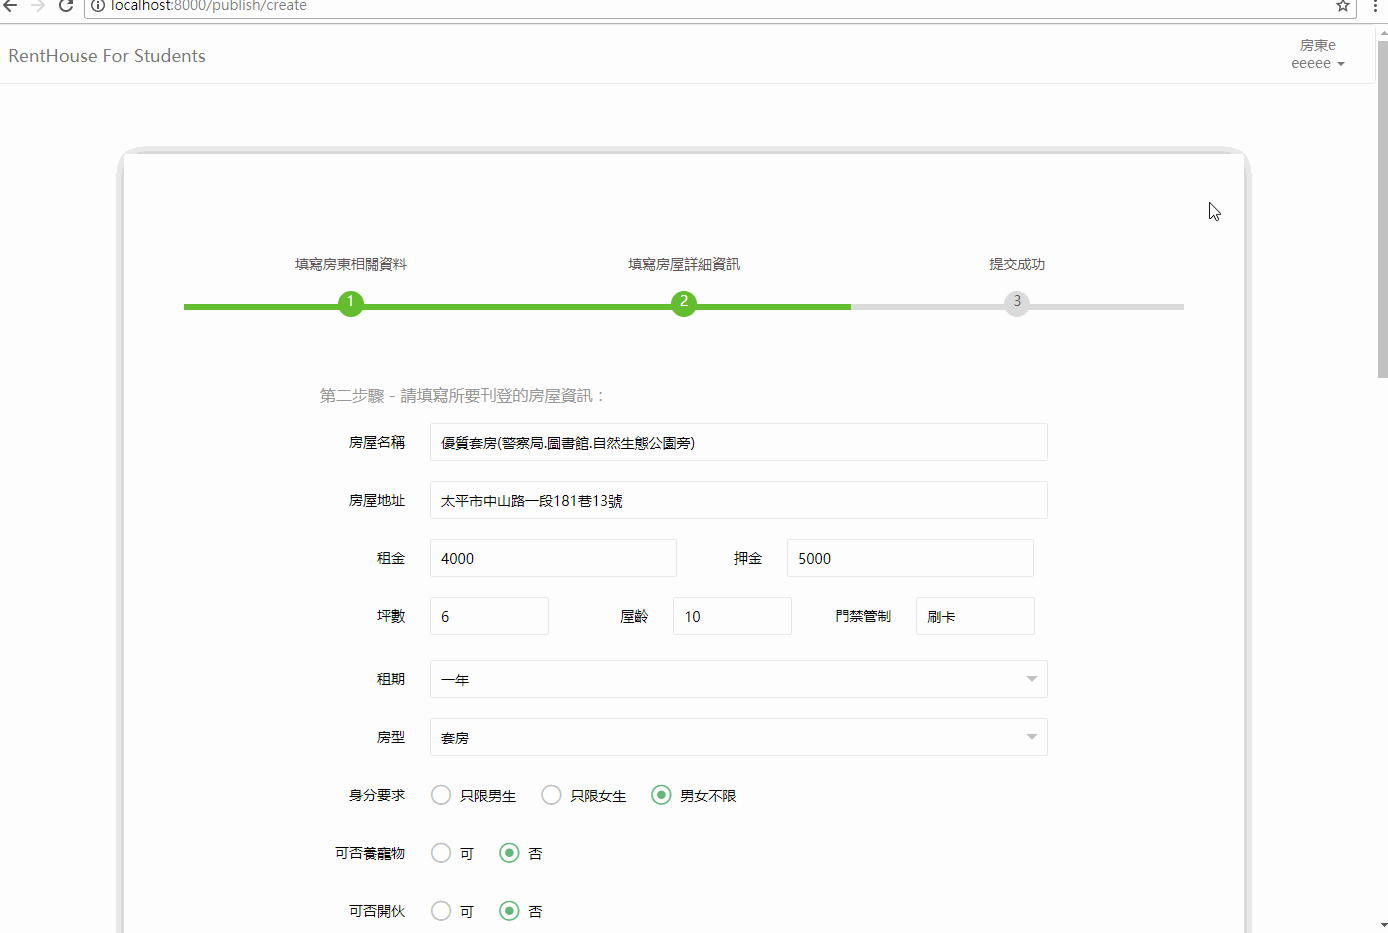 localhost:8000/publish/create
RentHouse For Students
房東e
eeeee
填寫房東相關資料
填寫房屋詳細資訊
提交成功
1
2
3
第二步驟 - 請填寫所要刊登的房屋資訊：
房屋名稱 優質套房(警察局.圖書館.自然生態公園旁)
房屋地址 太平市中山路一段181巷13號
租金 4000 押金 5000
坪數 6 屋齡 10 門禁管制 刷卡
租期 一年
房型 套房
身分要求 只限男生 只限女生 男女不限
可否養寵物 可 否
可否開伙 可 否